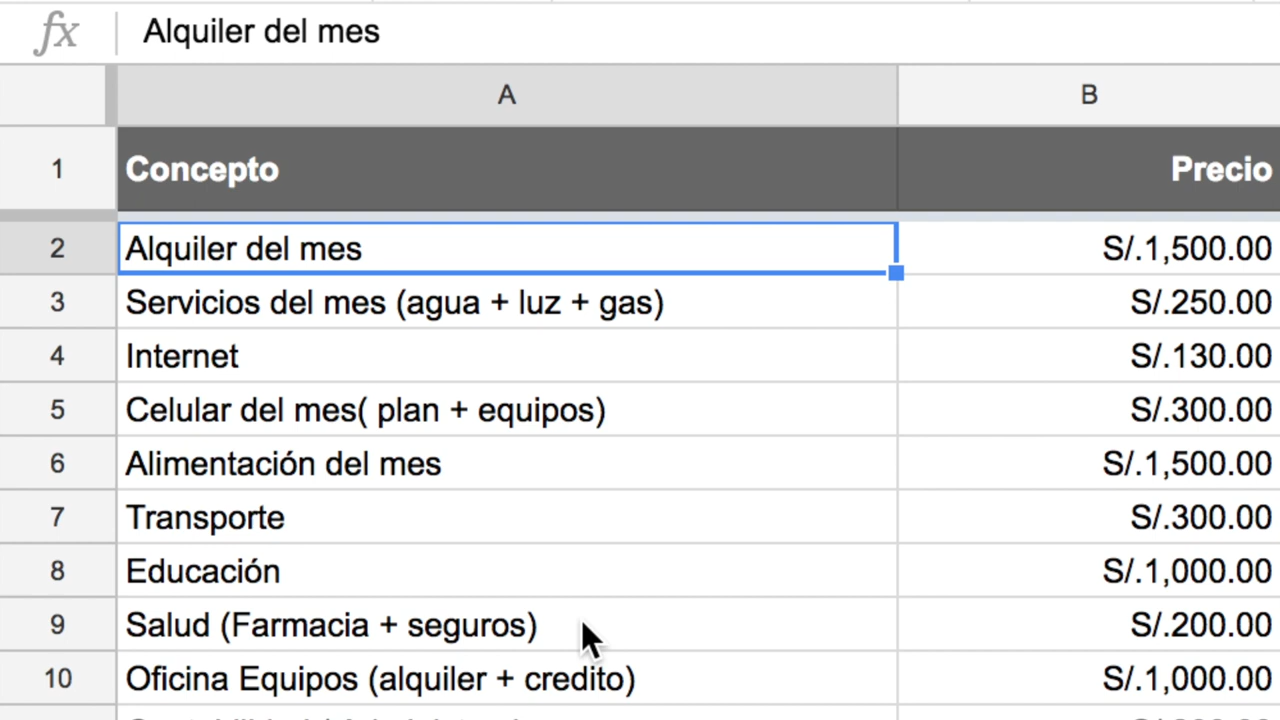 fx Alquiler del mes
A B
1 Concepto Precio
2 Alquiler del mes S/.1,500.00
3 Servicios del mes (agua + luz + gas) S/.250.00
4 Internet S/.130.00
5 Celular del mes( plan + equipos) S/.300.00
6 Alimentación del mes S/.1,500.00
7 Transporte S/.300.00
8 Educación S/.1,000.00
9 Salud (Farmacia + seguros) S/.200.00
10 Oficina Equipos (alquiler + credito) S/.1,000.00